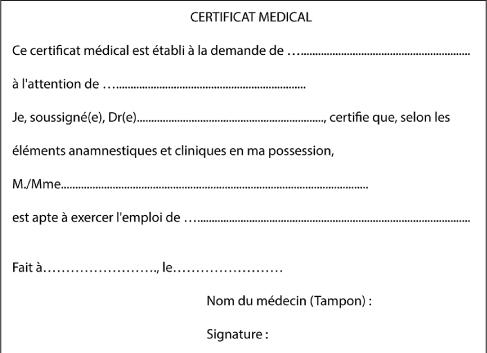 CERTIFICAT MEDICAL
Ce certificat médical est établi à la demande de ….............................................................
à l'attention de ….....................................................................
Je, soussigné(e), Dr(e)................................................................., certifie que, selon les
éléments anamnestiques et cliniques en ma possession,
M./Mme..........................................................................................................
est apte à exercer l'emploi de …...............................................................................................
Fait à……………………., le……………………
Nom du médecin (Tampon) :
Signature :